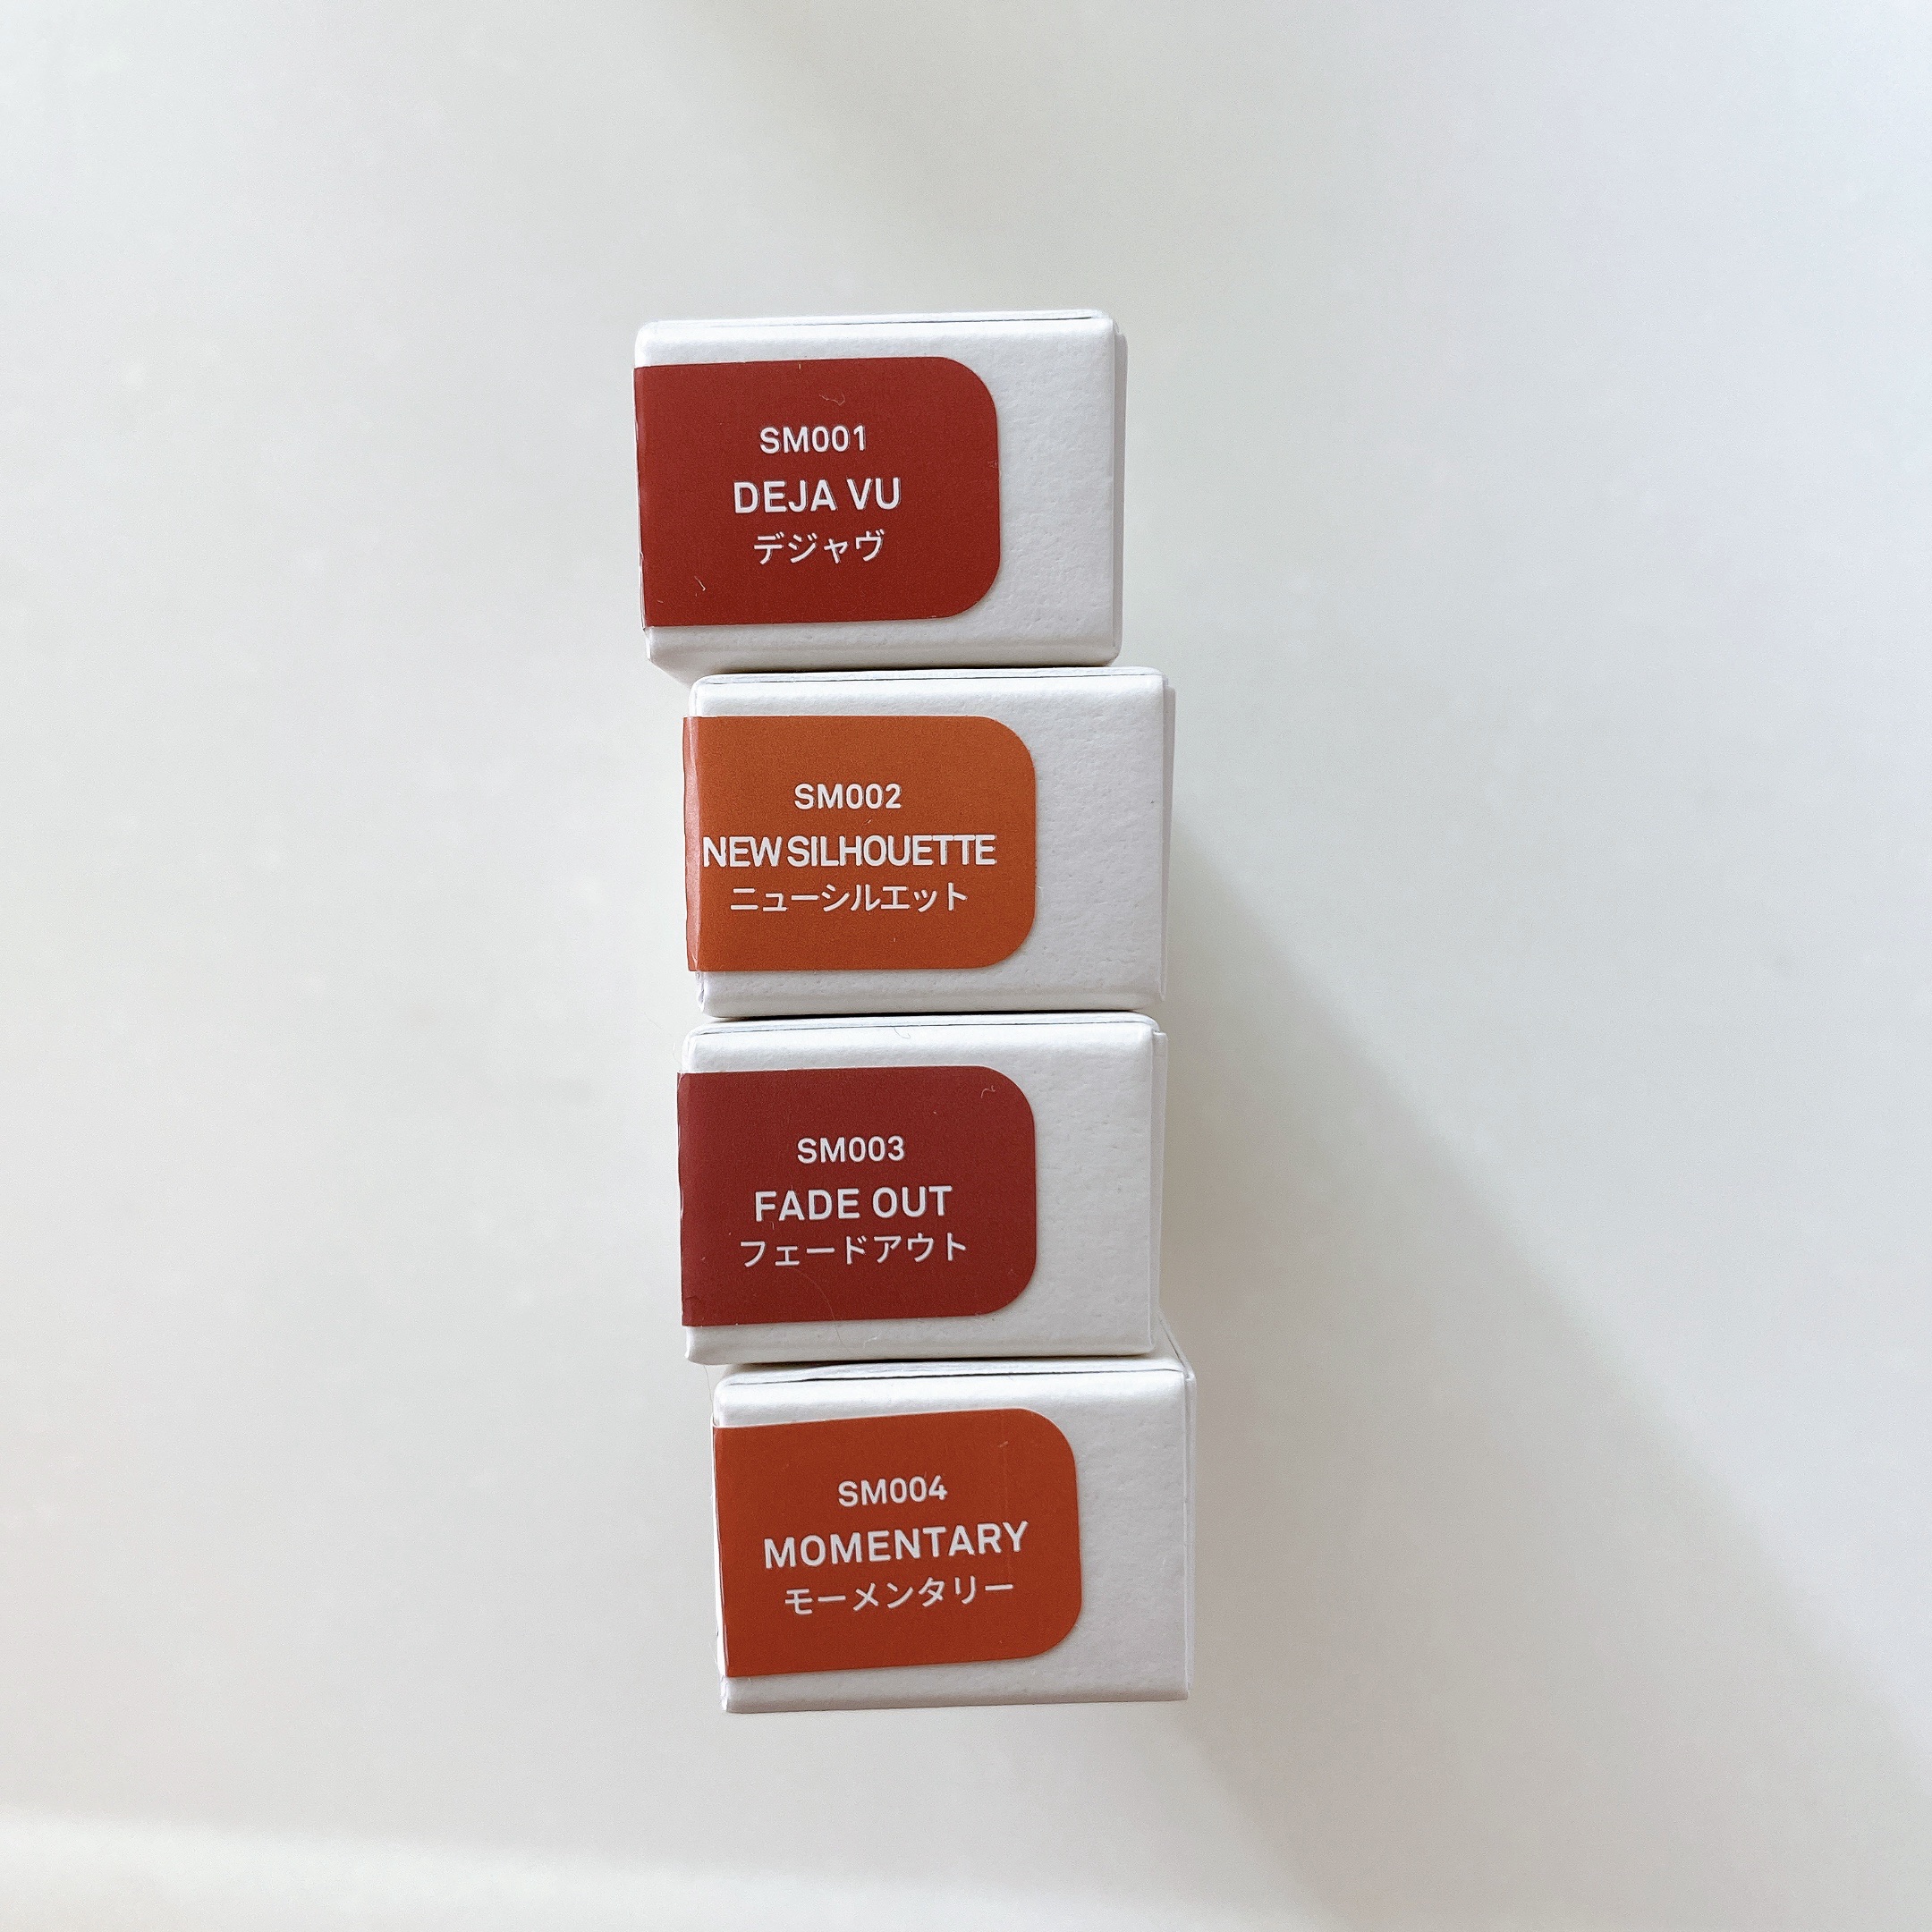 SM001
DEJA VU
デジャヴ
SM002
NEW SILHOUETTE
ニューシルエット
SM003
FADE OUT
フェードアウト
SM004
MOMENTARY
モーメンタリー